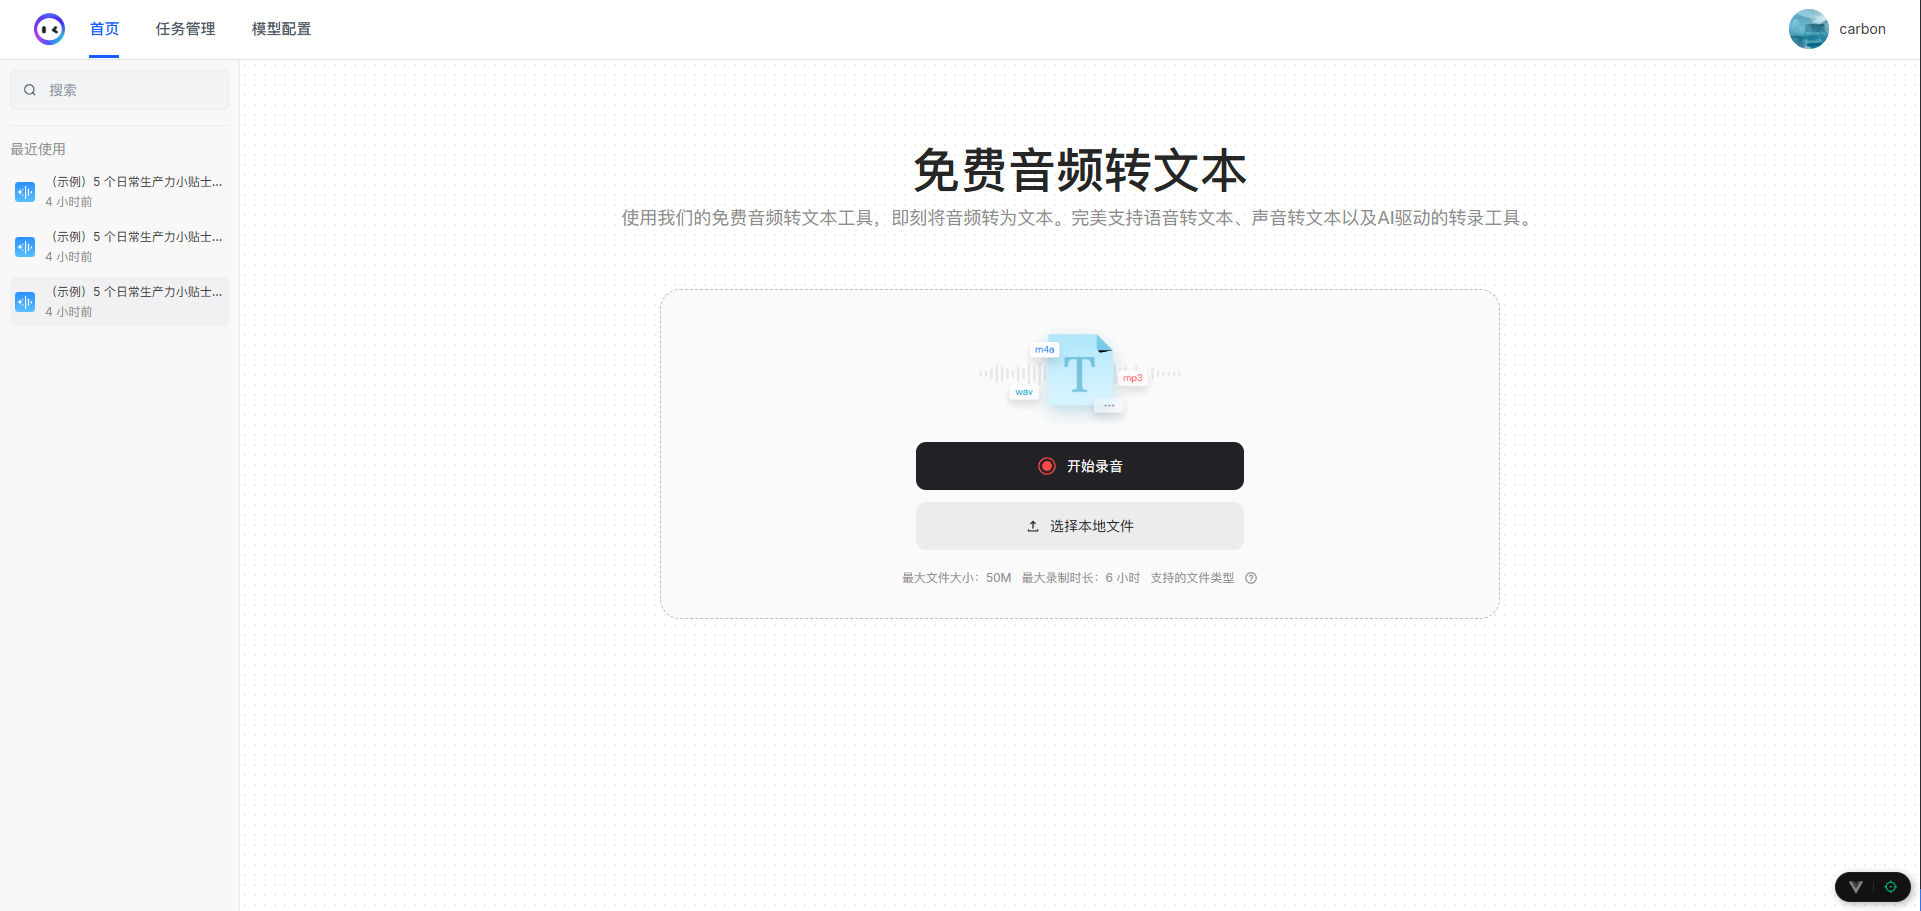 首页
任务管理
模型配置
carbon
搜索
最近使用
（示例）5 个日常生产力小贴士...
4 小时前
（示例）5 个日常生产力小贴士...
4 小时前
（示例）5 个日常生产力小贴士...
4 小时前
免费音频转文本
使用我们的免费音频转文本工具，即刻将音频转为文本。完美支持语音转文本、声音转文本以及AI驱动的转录工具。
m4a
T
mp3
wav
...
开始录音
选择本地文件
最大文件大小：50M 最大录制时长：6 小时 支持的文件类型